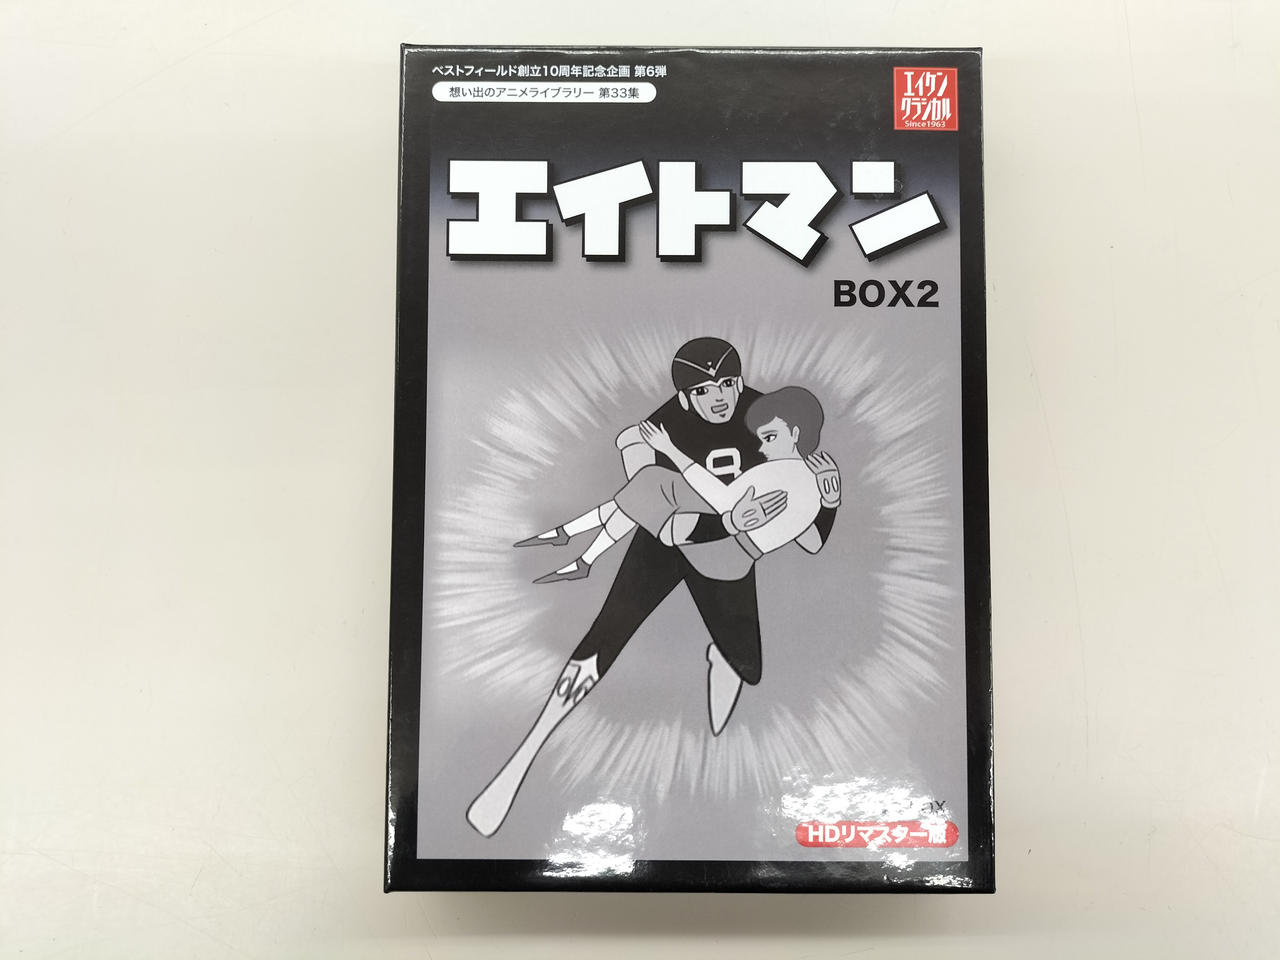 ベストフィールド創立10周年記念企画 第6弾
想い出のアニメライブラリー 第33集
エイケン
クラシカル
Since1963
エイトマン
BOX2
8
HDリマスター版